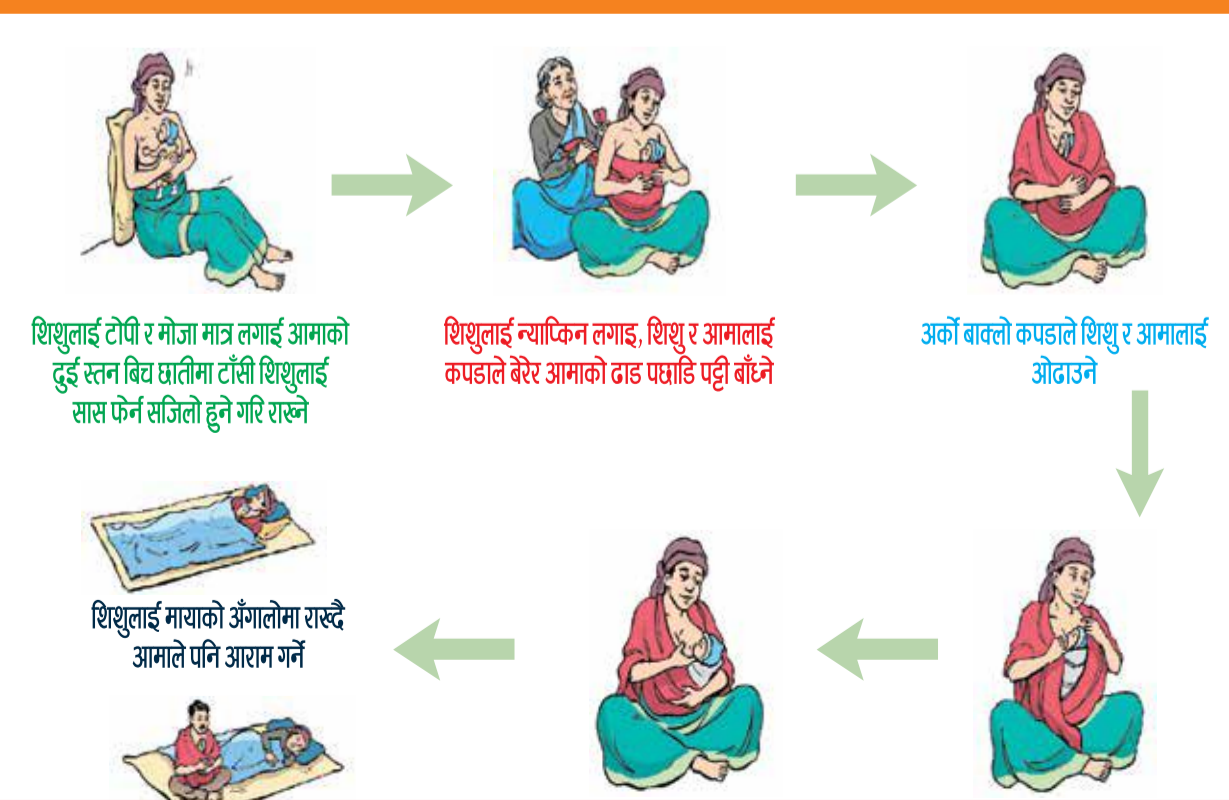 शिशुलाई टोपी र मोजा मात्र लगाई आमाको
दुई स्तन बिच छातीमा टाँसी शिशुलाई
सास फेर्न सजिलो हुने गरि राख्ने
शिशुलाई न्याप्किन लगाइ, शिशु र आमालाई
कपडाले बेरेर आमाको ढाड पछाडि पट्टी बाँध्ने
अर्को बाक्लो कपडाले शिशु र आमालाई
ओढाउने
शिशुलाई मायाको अँगालोमा राख्दै
आमाले पनि आराम गर्ने